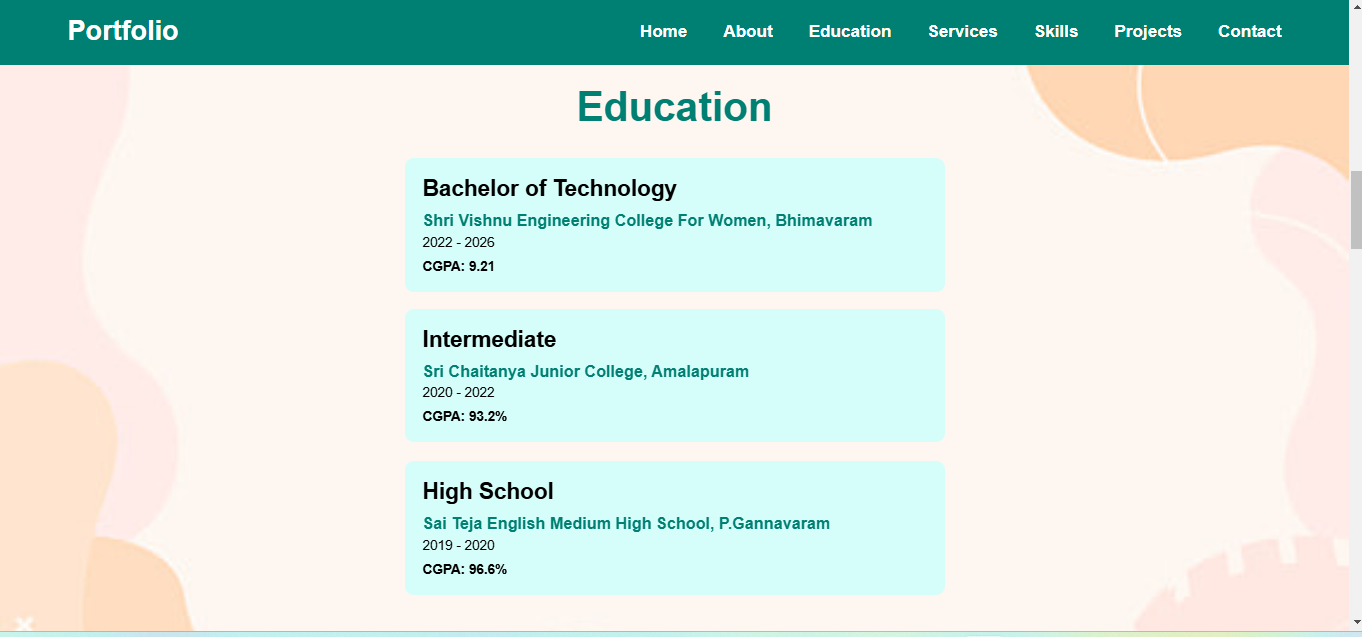 Portfolio
Home About Education Services Skills Projects Contact
Education
Bachelor of Technology
Shri Vishnu Engineering College For Women, Bhimavaram
2022 - 2026
CGPA: 9.21
Intermediate
Sri Chaitanya Junior College, Amalapuram
2020 - 2022
CGPA: 93.2%
High School
Sai Teja English Medium High School, P.Gannavaram
2019 - 2020
CGPA: 96.6%